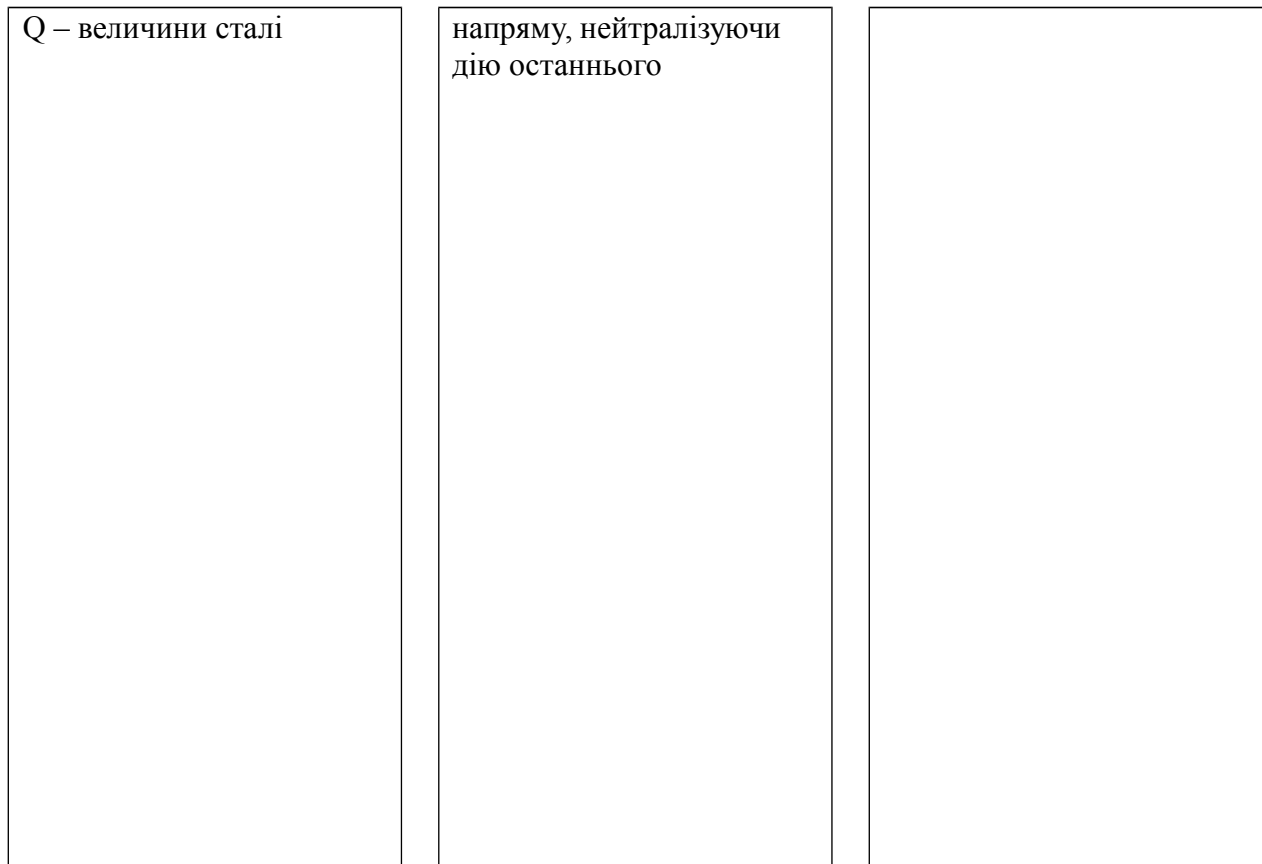 Q – величини сталі
напряму, нейтралізуючи
дію останнього